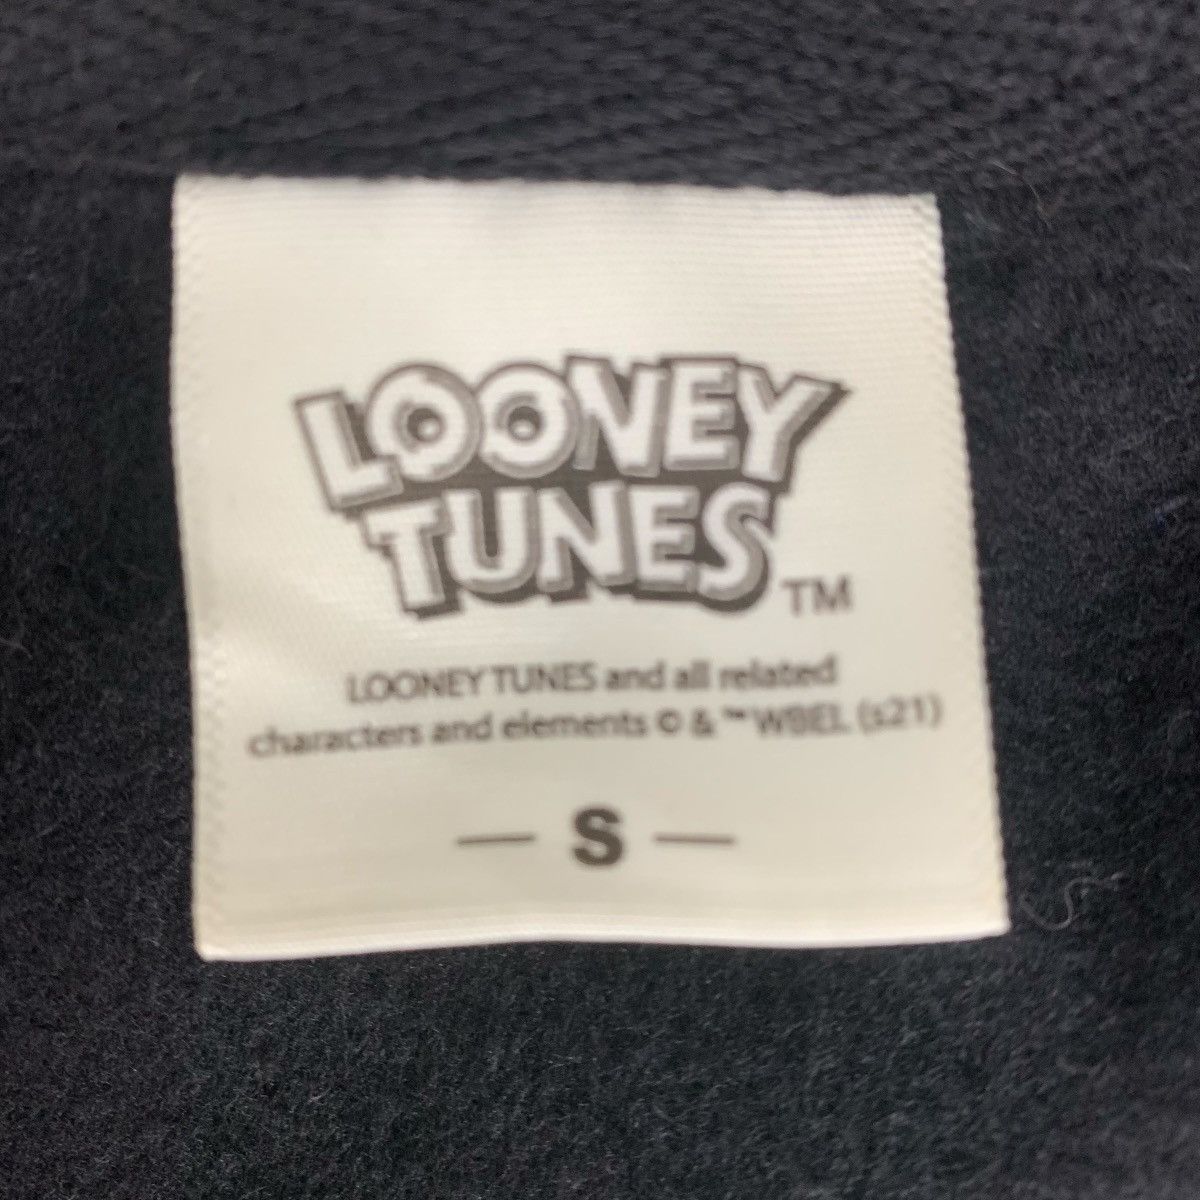 LOONEY
TUNES ™
LOONEY TUNES and all related
characters and elements © & ™ WBEI. (s21)
— S —